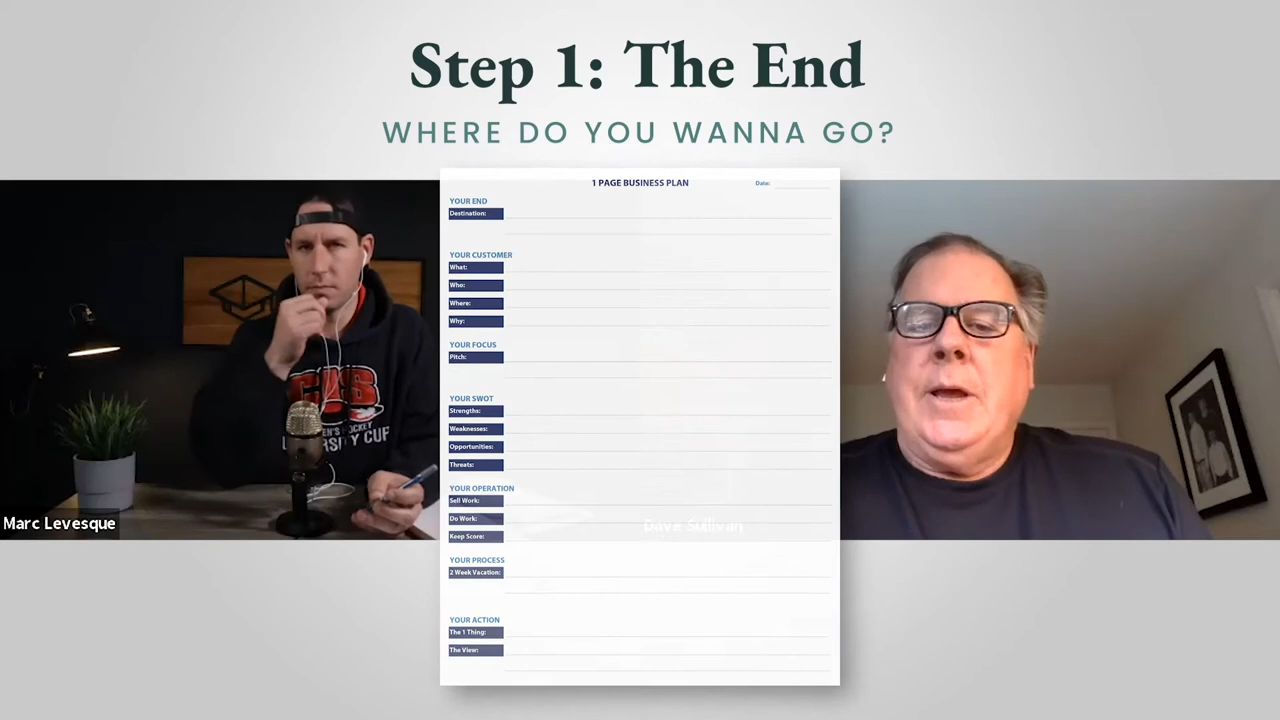 Step 1: The End
WHERE DO YOU WANNA GO?
1 PAGE BUSINESS PLAN
Date:
YOUR END
Destination:
YOUR CUSTOMER
What:
Who:
Where:
Why:
YOUR FOCUS
Pitch:
YOUR SWOT
Strengths:
Weaknesses:
Opportunities:
Threats:
YOUR OPERATION
Sell Work:
Do Work:
Keep Score:
YOUR PROCESS
2 Week Vacation:
YOUR ACTION
The 1 Thing:
The View:
Marc Levesque
Dave Sullivan